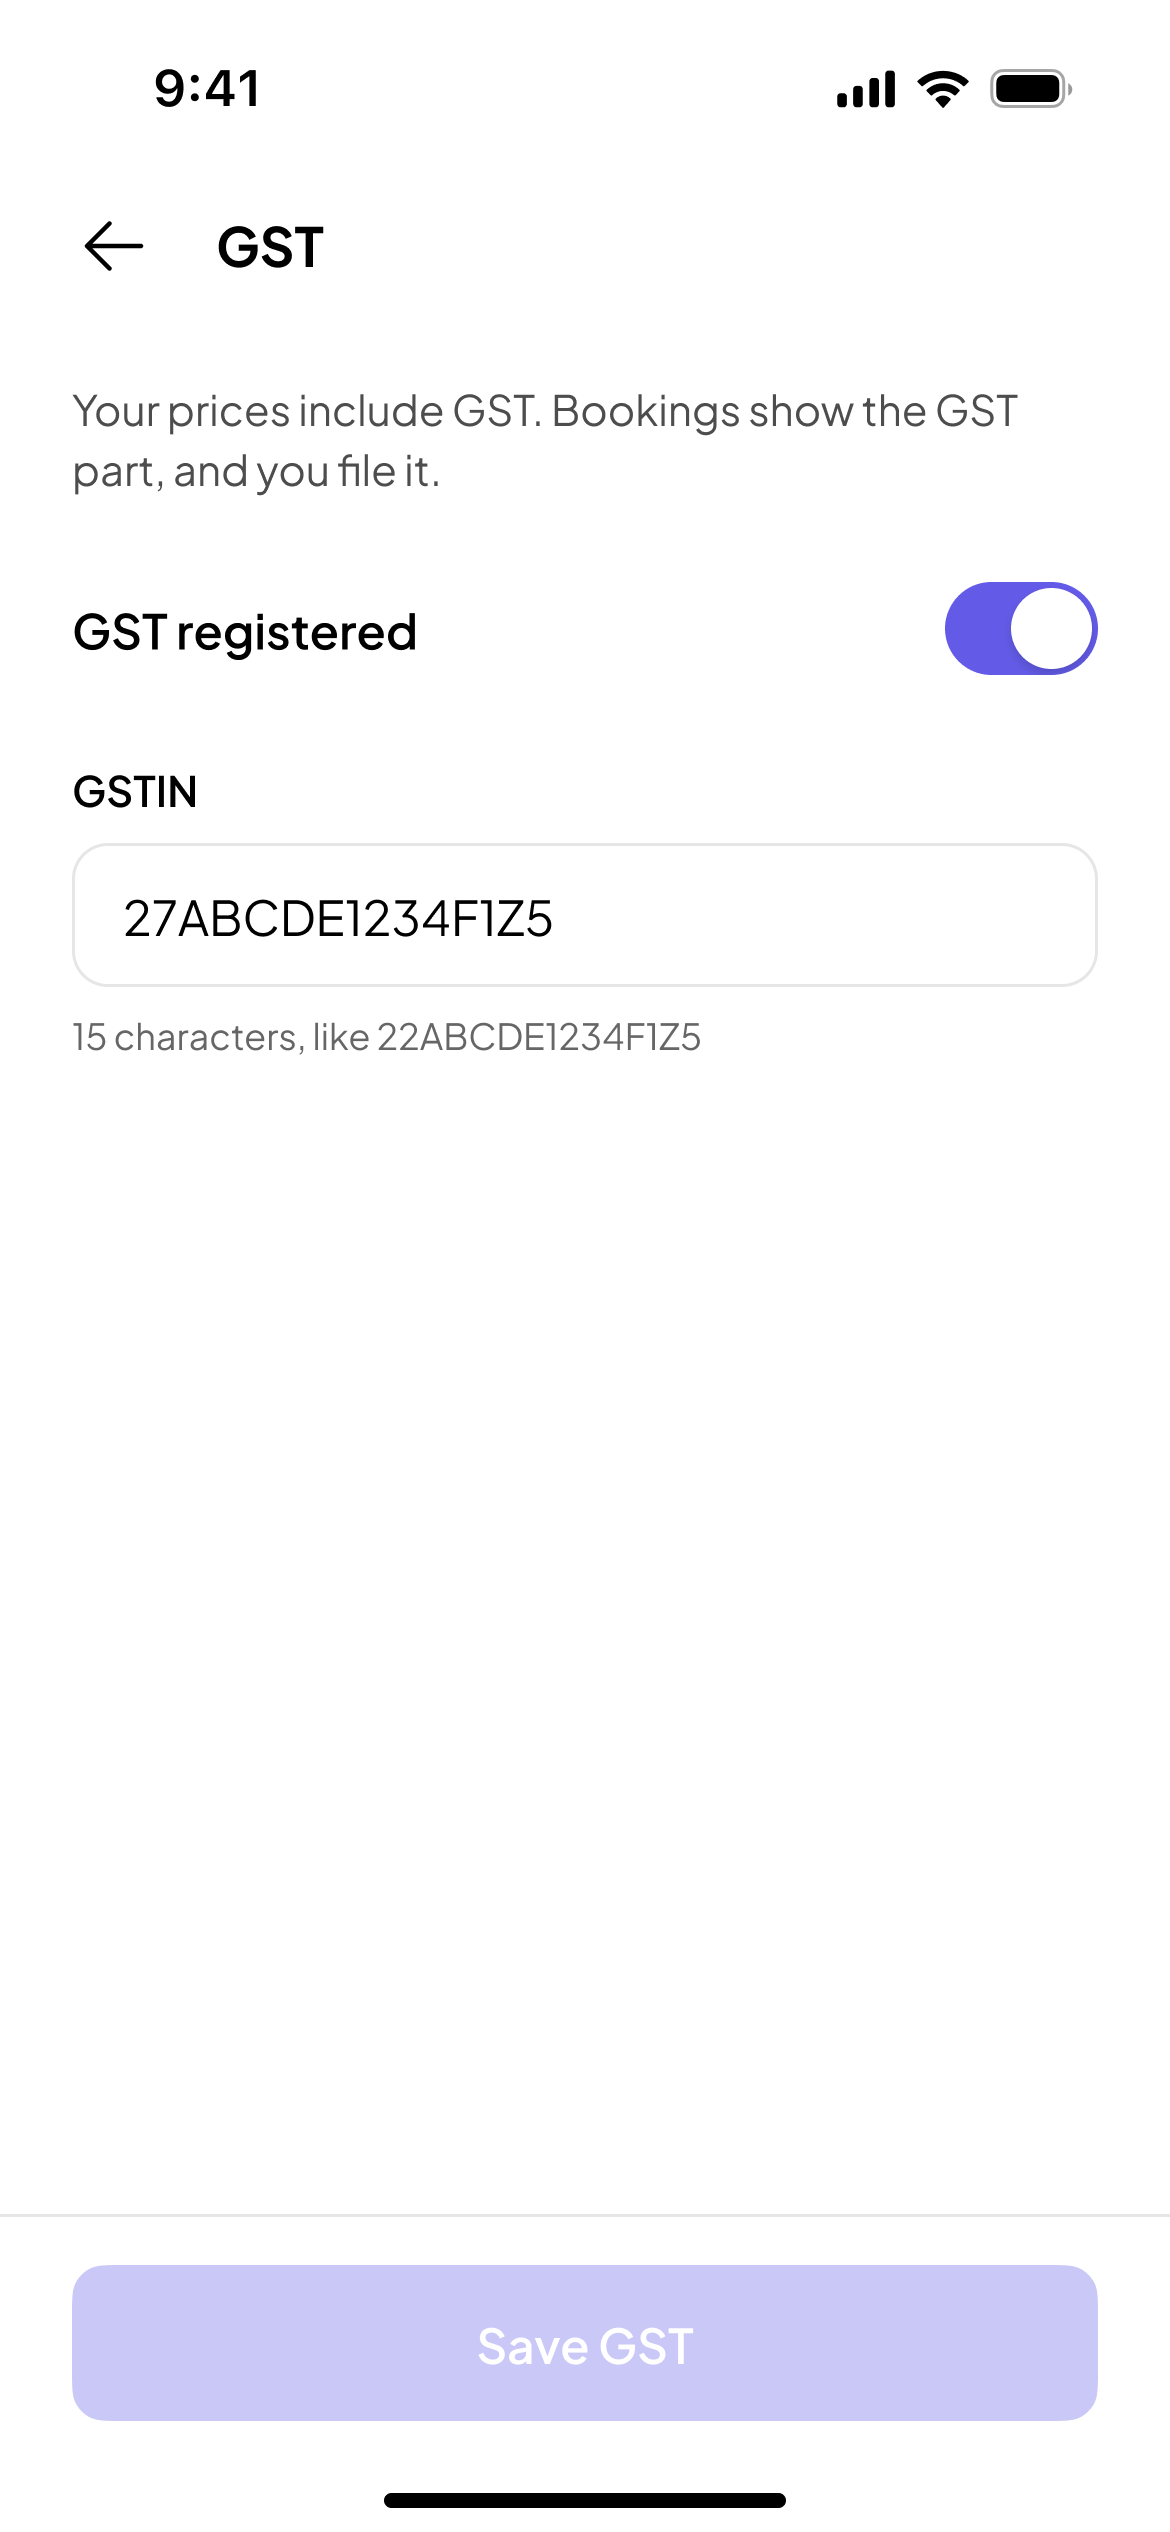 9:41
GST
Your prices include GST. Bookings show the GST
part, and you file it.
GST registered
GSTIN
27ABCDE1234F1Z5
15 characters, like 22ABCDE1234F1Z5
Save GST